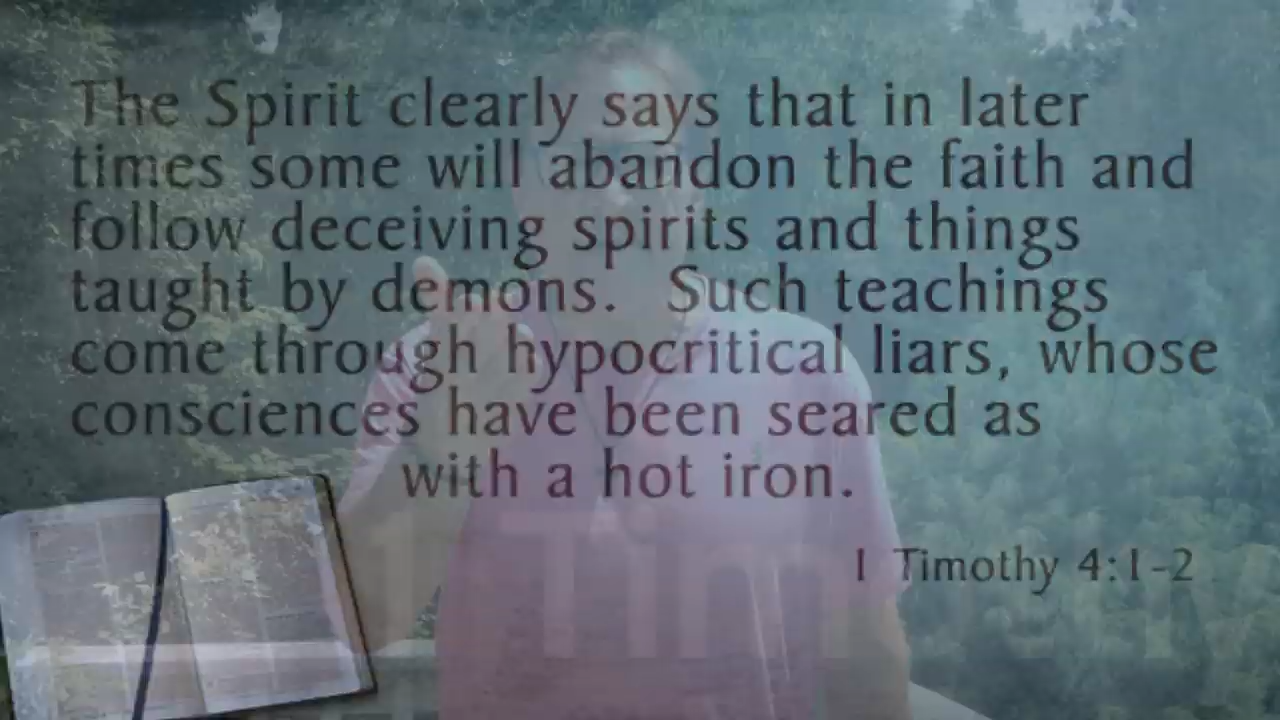 The Spirit clearly says that in later
times some will abandon the faith and
follow deceiving spirits and things
taught by demons.  Such teachings
come through hypocritical liars, whose
consciences have been seared as
with a hot iron.
1 Timothy 4:1-2
1 Tim